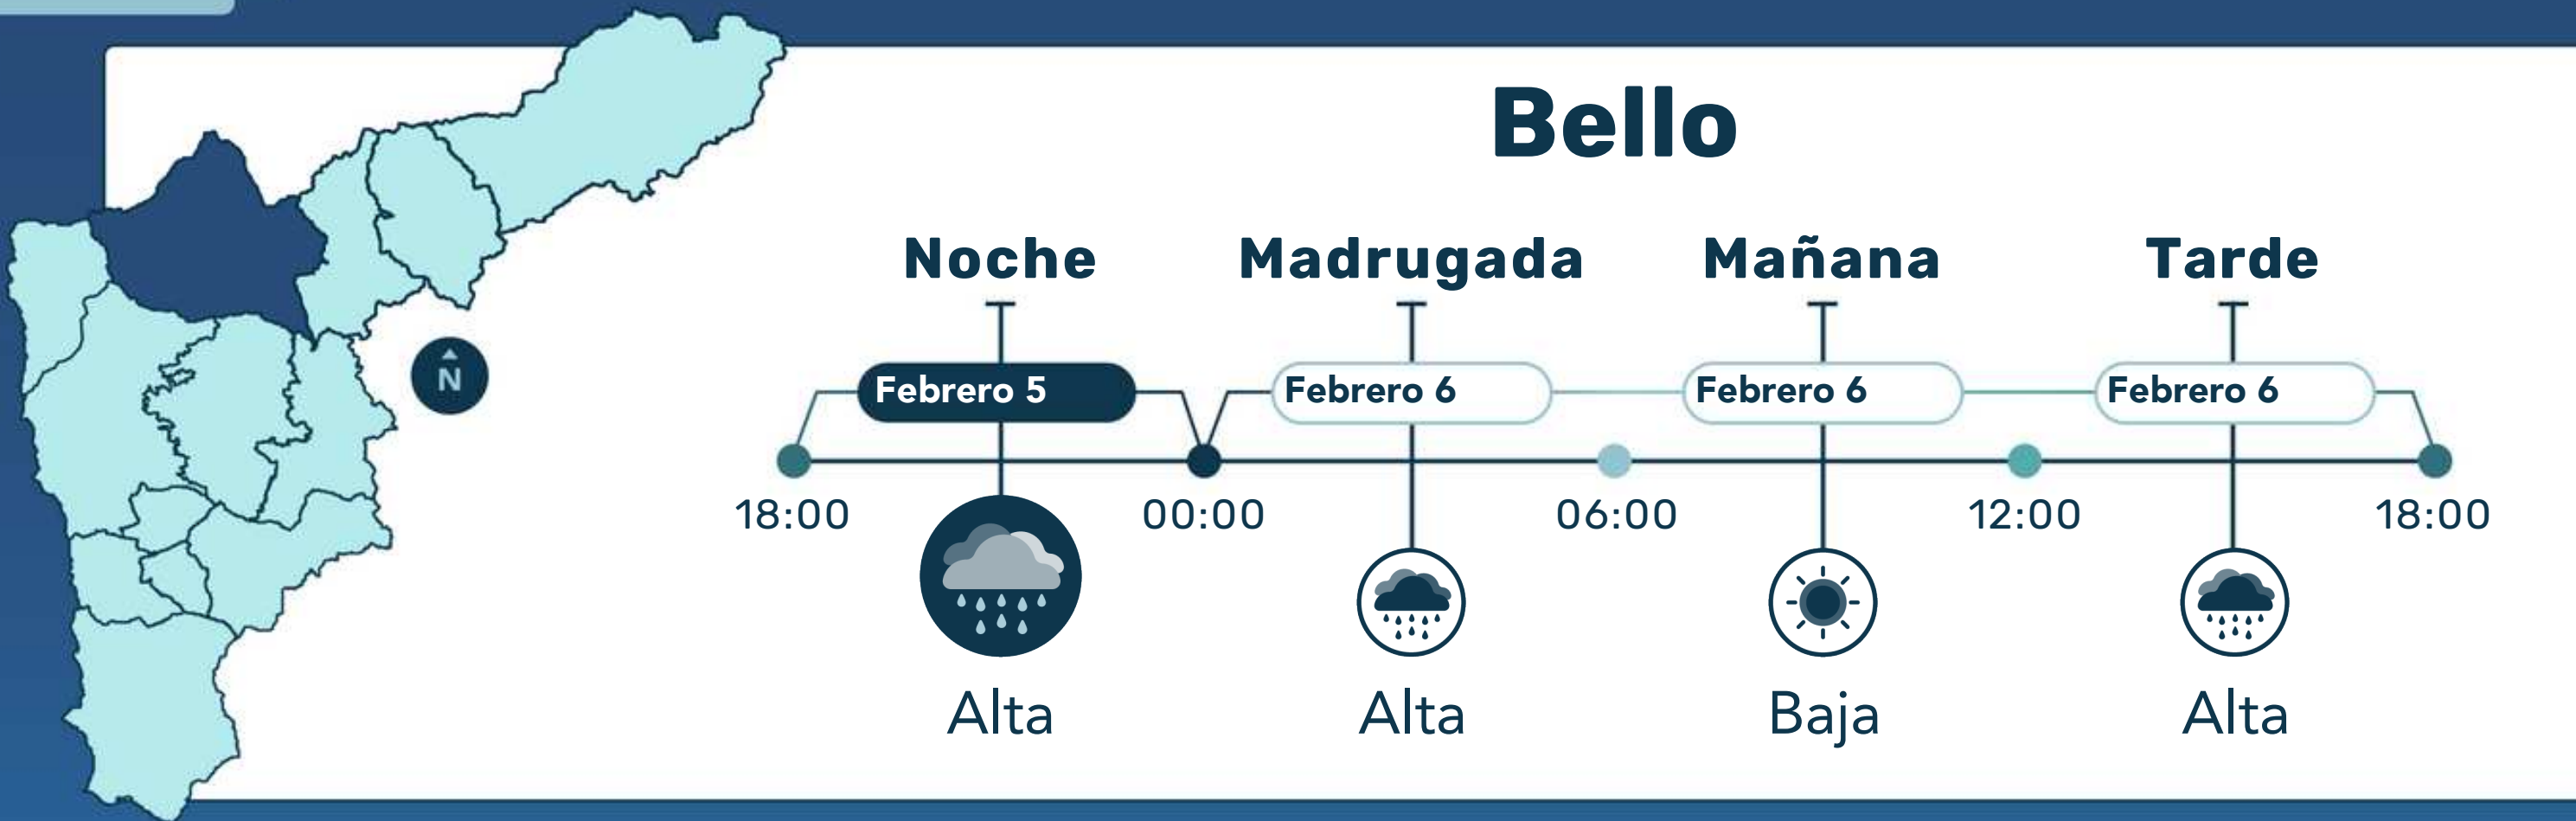 Bello
Noche Madrugada Mañana Tarde
N
Febrero 5 Febrero 6 Febrero 6 Febrero 6
18:00 00:00 06:00 12:00 18:00
Alta Alta Baja Alta